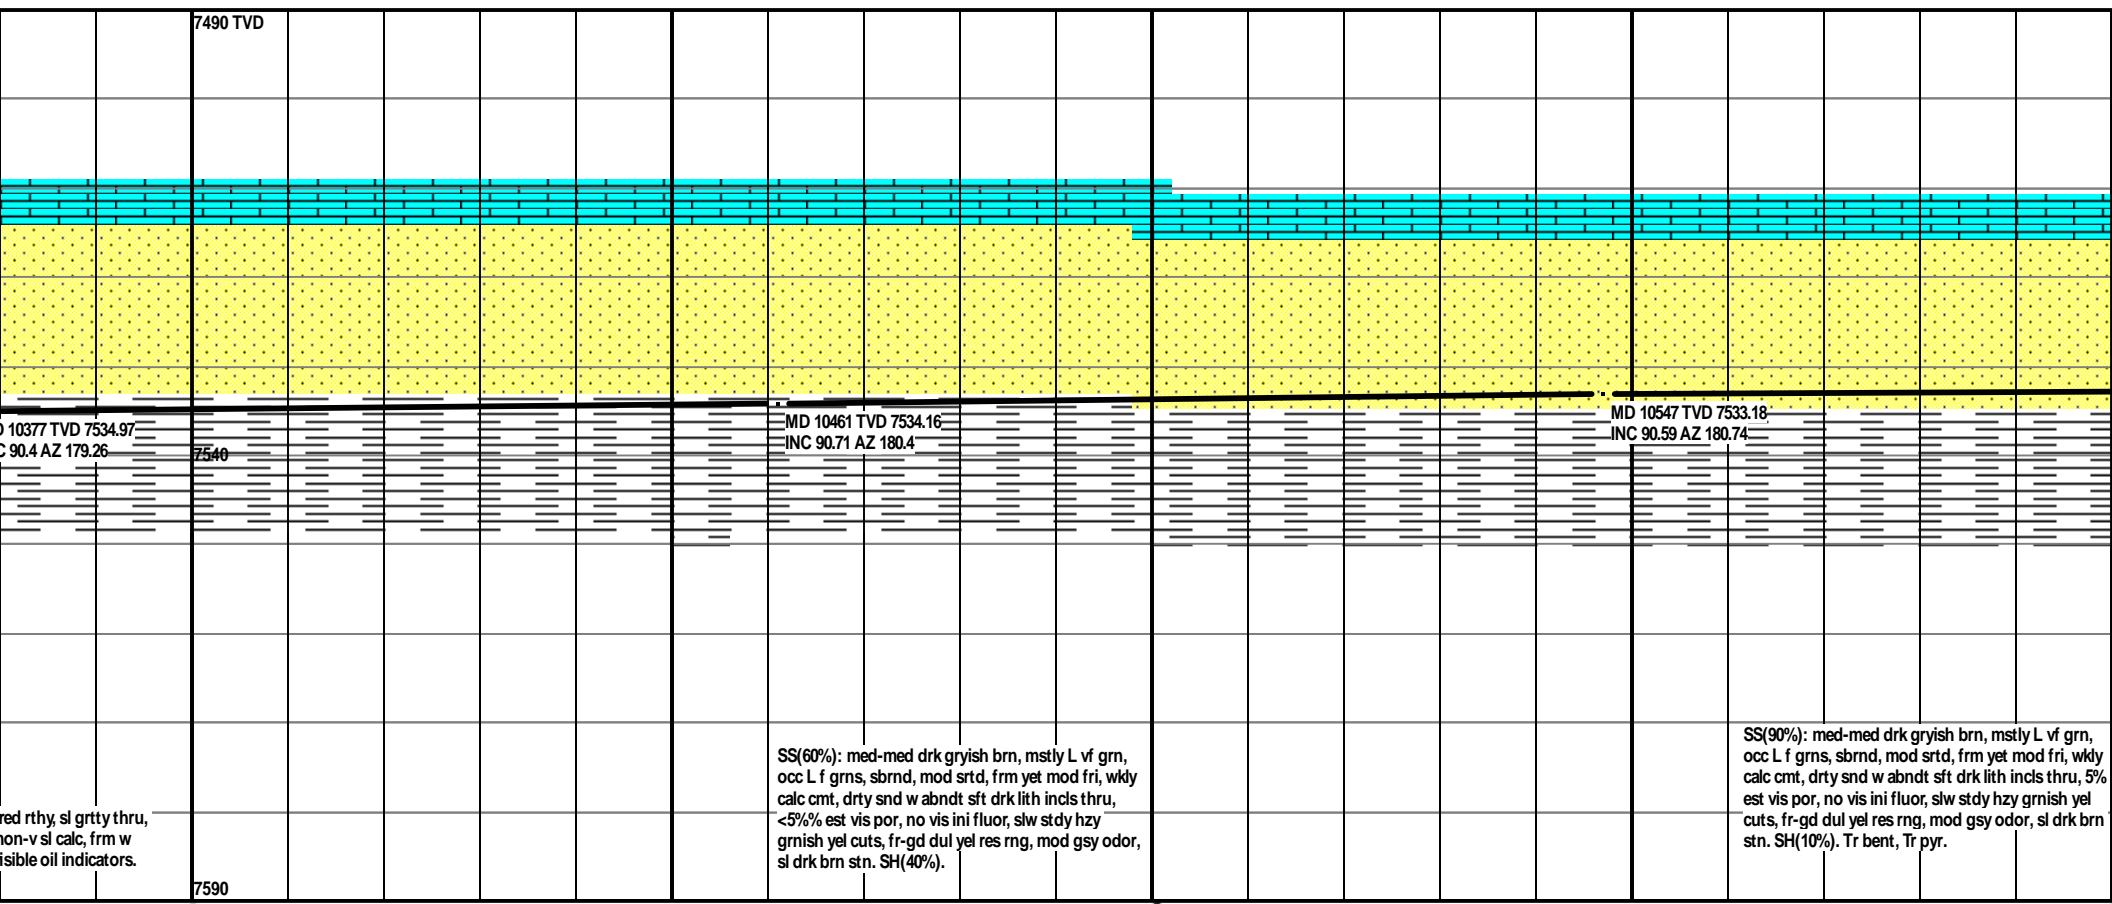 7490 TVD
10377 TVD 7534.97
90.4 AZ 179.26
7540
MD 10461 TVD 7534.16
INC 90.71 AZ 180.4
MD 10547 TVD 7533.18
INC 90.59 AZ 180.74
red rthy, sl grtty thru,
non-v sl calc, frm w
isible oil indicators.
SS(60%): med-med drk gryish brn, mstly L vf grn,
occ L f grns, sbrnd, mod srtd, frm yet mod fri, wkly
calc cmt, drty snd w abndt sft drk lith incls thru,
<5%% est vis por, no vis ini fluor, slw stdy hzy
grnish yel cuts, fr-gd dul yel res rng, mod gsy odor,
sl drk brn stn. SH(40%).
SS(90%): med-med drk gryish brn, mstly L vf grn,
occ L f grns, sbrnd, mod srtd, frm yet mod fri, wkly
calc cmt, drty snd w abndt sft drk lith incls thru, 5%
est vis por, no vis ini fluor, slw stdy hzy grnish yel
cuts, fr-gd dul yel res rng, mod gsy odor, sl drk brn
stn. SH(10%). Tr bent, Tr pyr.
7590